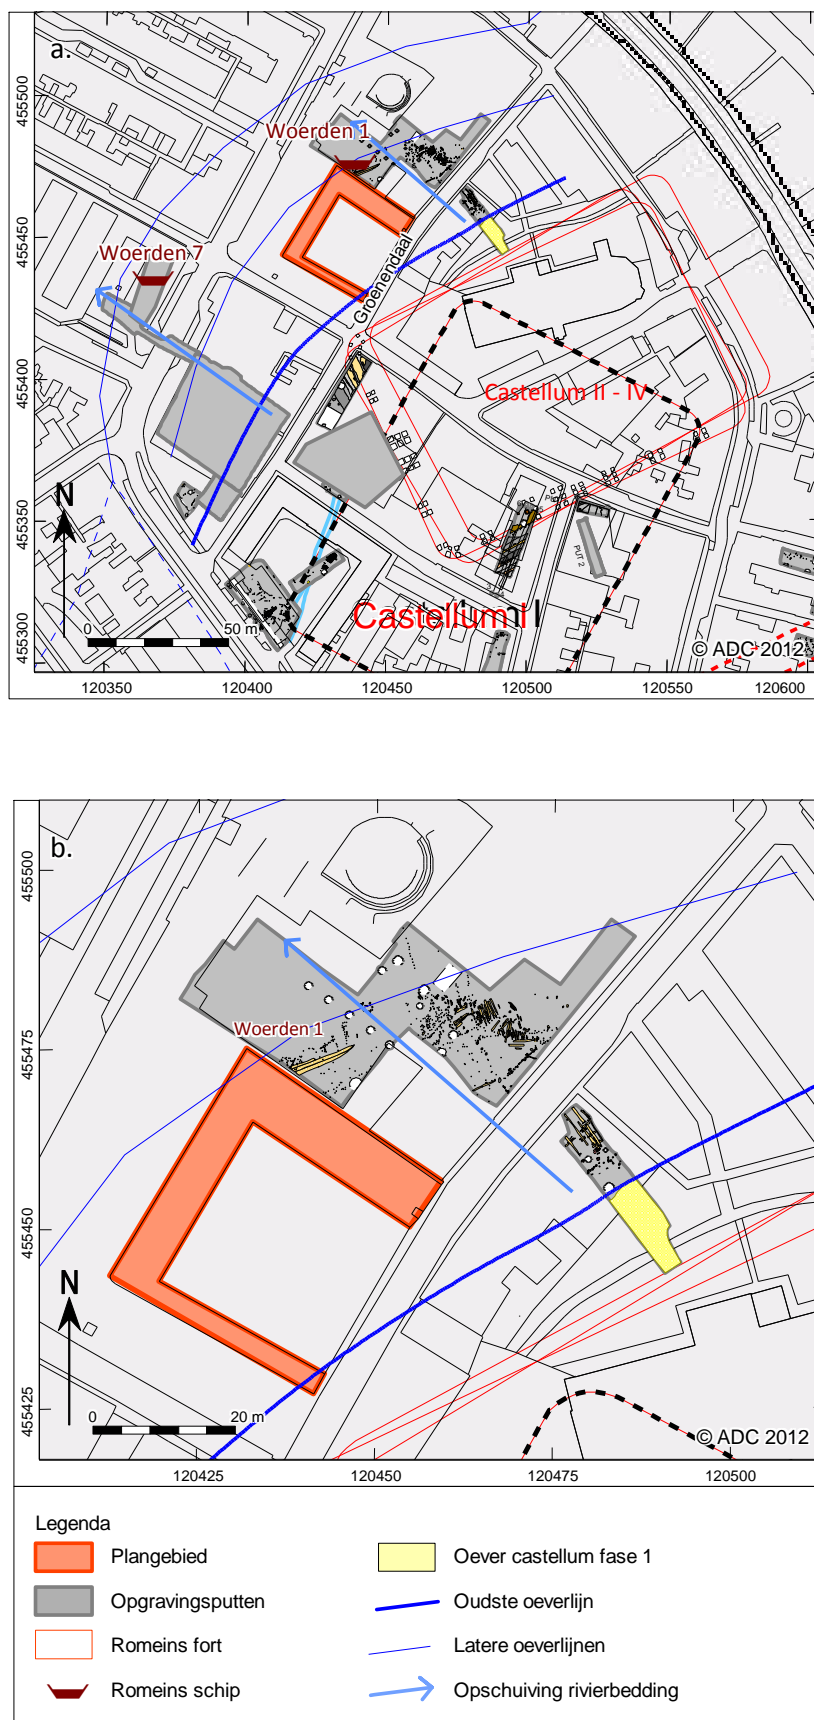 a.
455500
455450
455400
455350
455300
Woerden 1
Woerden 7
Groenendaal
Castellum II - IV
PUT 2
N
0 50 m
Castellum I
© ADC 2012
120350 120400 120450 120500 120550 120600
b.
455500
455475
455450
455425
Woerden 1
N
0 20 m
© ADC 2012
120425 120450 120475 120500
Legenda
Plangebied
Opgravingsputten
Romeins fort
Romeins schip
Oever castellum fase 1
Oudste oeverlijn
Latere oeverlijnen
Opschuiving rivierbedding